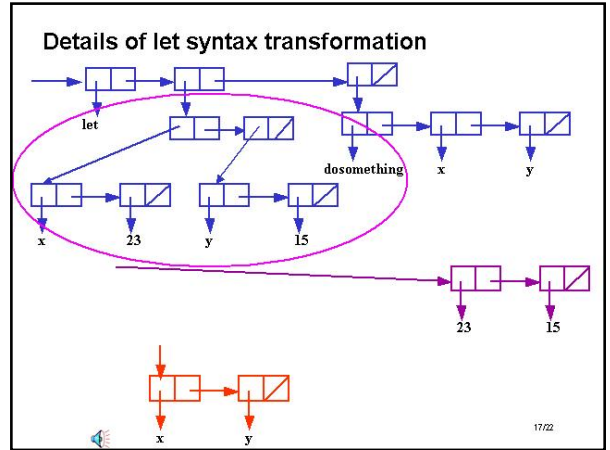 Details of let syntax transformation
let
dosomething x y
x 23 y 15
23 15
x y
17/22